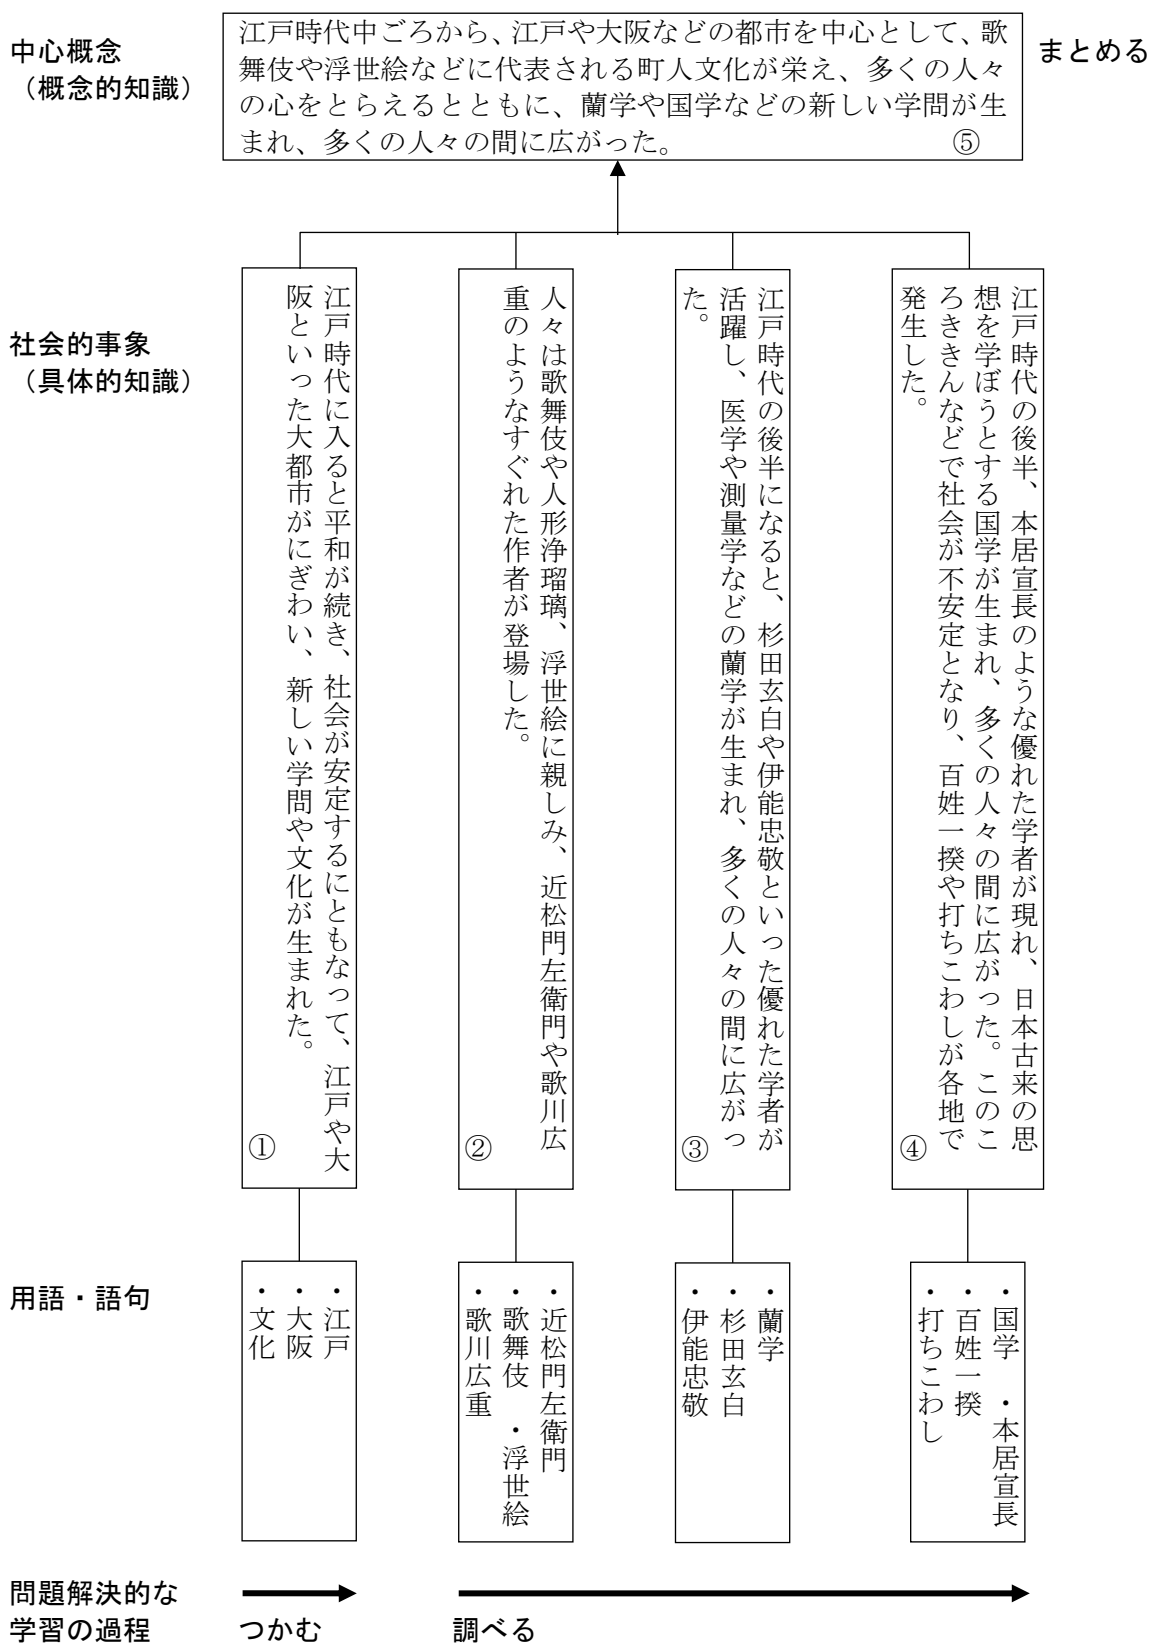 中心概念
（概念的知識）
江戸時代中ごろから、江戸や大阪などの都市を中心として、歌
舞伎や浮世絵などに代表される町人文化が栄え、多くの人々
の心をとらえるとともに、蘭学や国学などの新しい学問が生
まれ、多くの人々の間に広がった。 ⑤
まとめる
社会的事象
（具体的知識）
江戸時代に入ると平和が続き、社会が安定するにともなって、江戸や大
阪といった大都市がにぎわい、新しい学問や文化が生まれた。
①
人々は歌舞伎や人形浄瑠璃、浮世絵に親しみ、近松門左衛門や歌川広
重のようなすぐれた作者が登場した。
②
江戸時代の後半になると、杉田玄白や伊能忠敬といった優れた学者が
活躍し、医学や測量学などの蘭学が生まれ、多くの人々の間に広がっ
た。
③
江戸時代の後半、本居宣長のような優れた学者が現れ、日本古来の思
想を学ぼうとする国学が生まれ、多くの人々の間に広がった。このこ
ろききんなどで社会が不安定となり、百姓一揆や打ちこわしが各地で
発生した。
④
用語・語句
・江戸
・大阪
・文化
・近松門左衛門
・歌舞伎 ・浮世絵
・歌川広重
・蘭学
・杉田玄白
・伊能忠敬
・国学 ・本居宣長
・百姓一揆
・打ちこわし
問題解決的な
学習の過程
つかむ
調べる